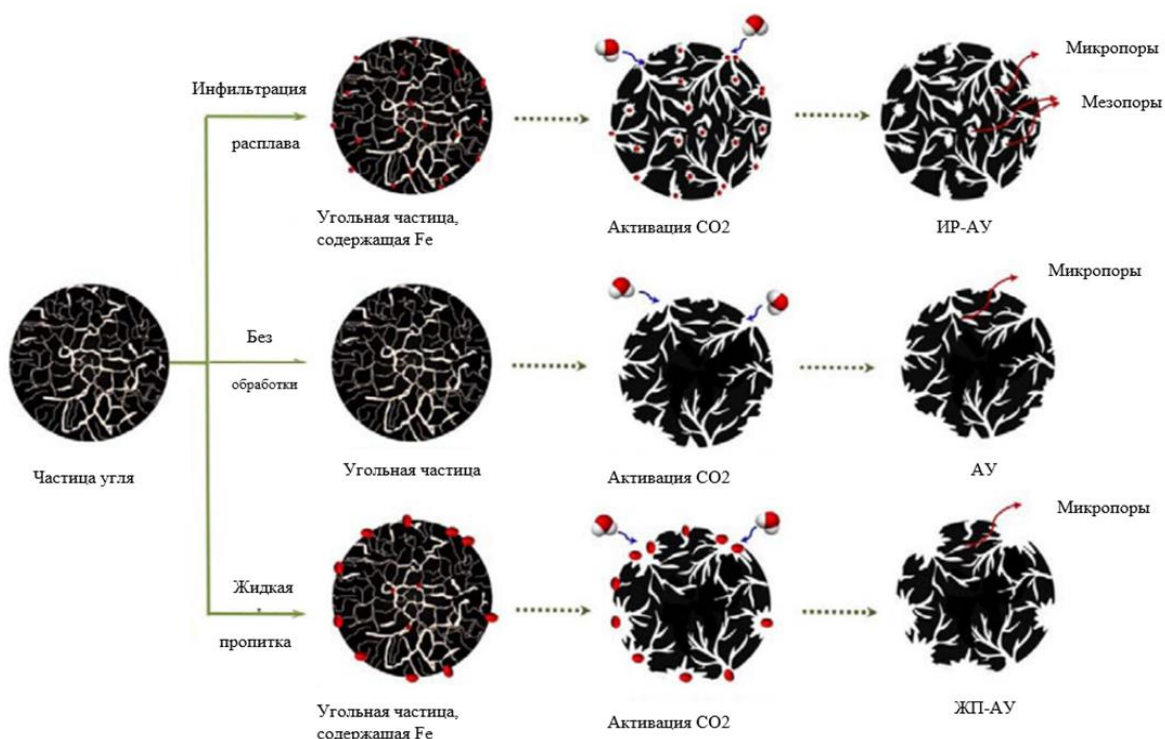 Микропоры
Инфильтрация
Мезопоры
расплава
Угольная частица,
содержащая Fe
Активация CO2
ИР-АУ
Микропоры
Без
обработки
Частица угля
Угольная частица
Активация CO2
АУ
Микропоры
Жидкая
пропитка
Угольная частица,
содержащая Fe
Активация CO2
ЖП-АУ